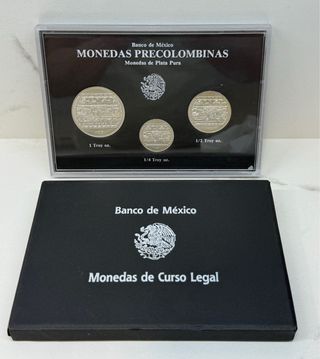 Banco de México
MONEDAS PRECOLOMBINAS
Monedas de Plata Pura
1 Troy oz.
1/4 Troy oz.
1/2 Troy oz.
Banco de México
Monedas de Curso Legal